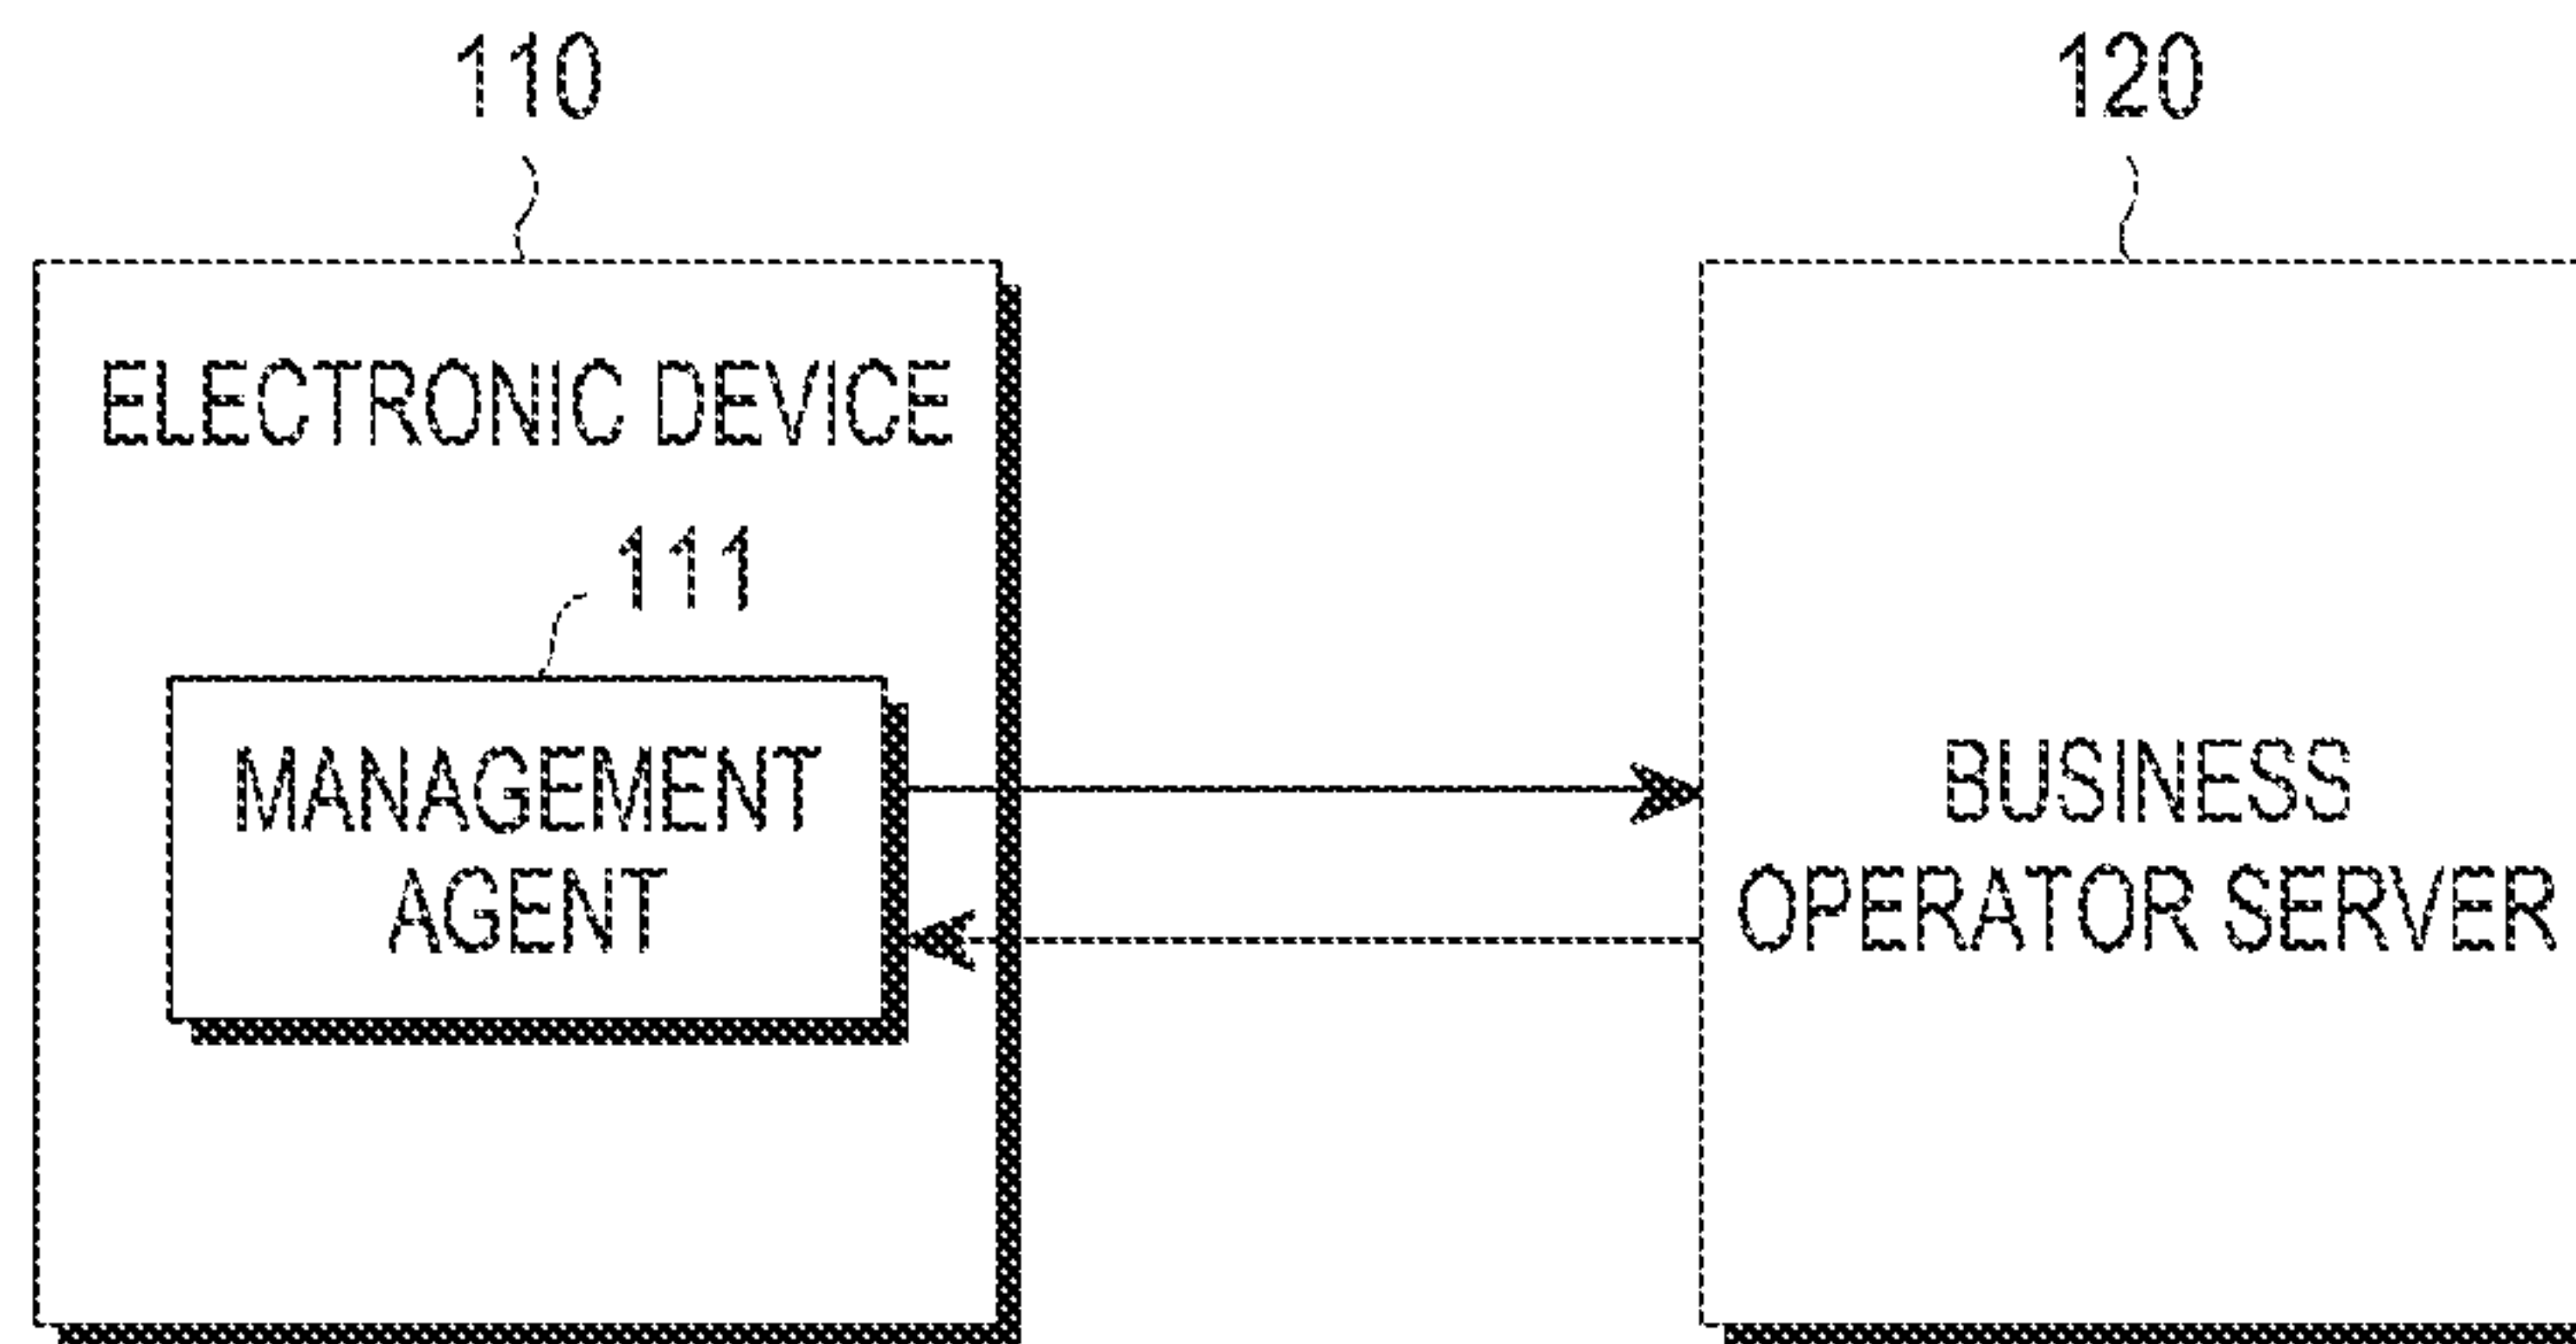 110
120
ELECTRONIC DEVICE
111
MANAGEMENT
AGENT
BUSINESS
OPERATOR SERVER